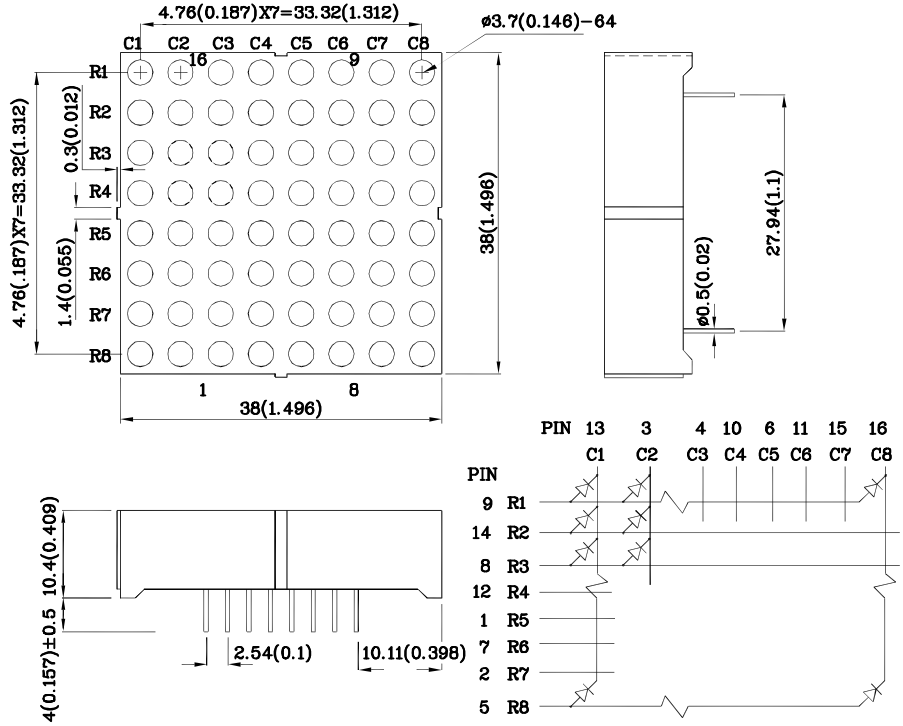 4.76(0.187)X7=33.32(1.312)
ø3.7(0.146)-64
C1 C2 C3 C4 C5 C6 C7 C8
16 9
R1
R2
R3
R4
R5
R6
R7
R8
4.76(.187)X7=33.32(1.312)
0.3(0.012)
1.4(0.055)
38(1.496)
1 8
38(1.496)
27.94(1.1)
ø0.5(0.02)
10.4(0.409)
4(0.157)±0.5
2.54(0.1)
10.11(0.398)
PIN 13 3 4 10 6 11 15 16
C1 C2 C3 C4 C5 C6 C7 C8
PIN
9 R1
14 R2
8 R3
12 R4
1 R5
7 R6
2 R7
5 R8